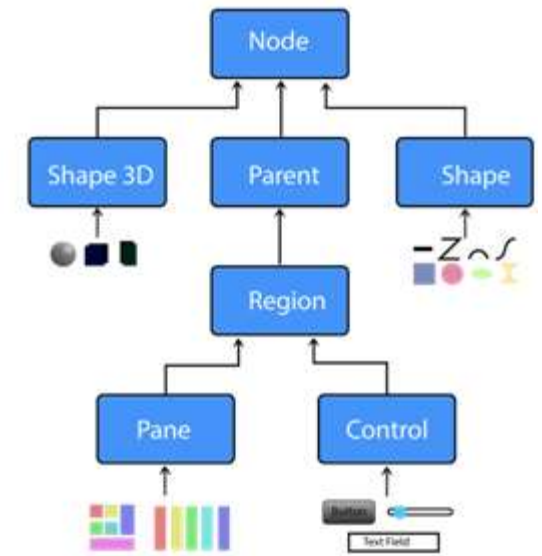 Node
Shape 3D
Parent
Shape
Region
Pane
Control
Button
Text Field